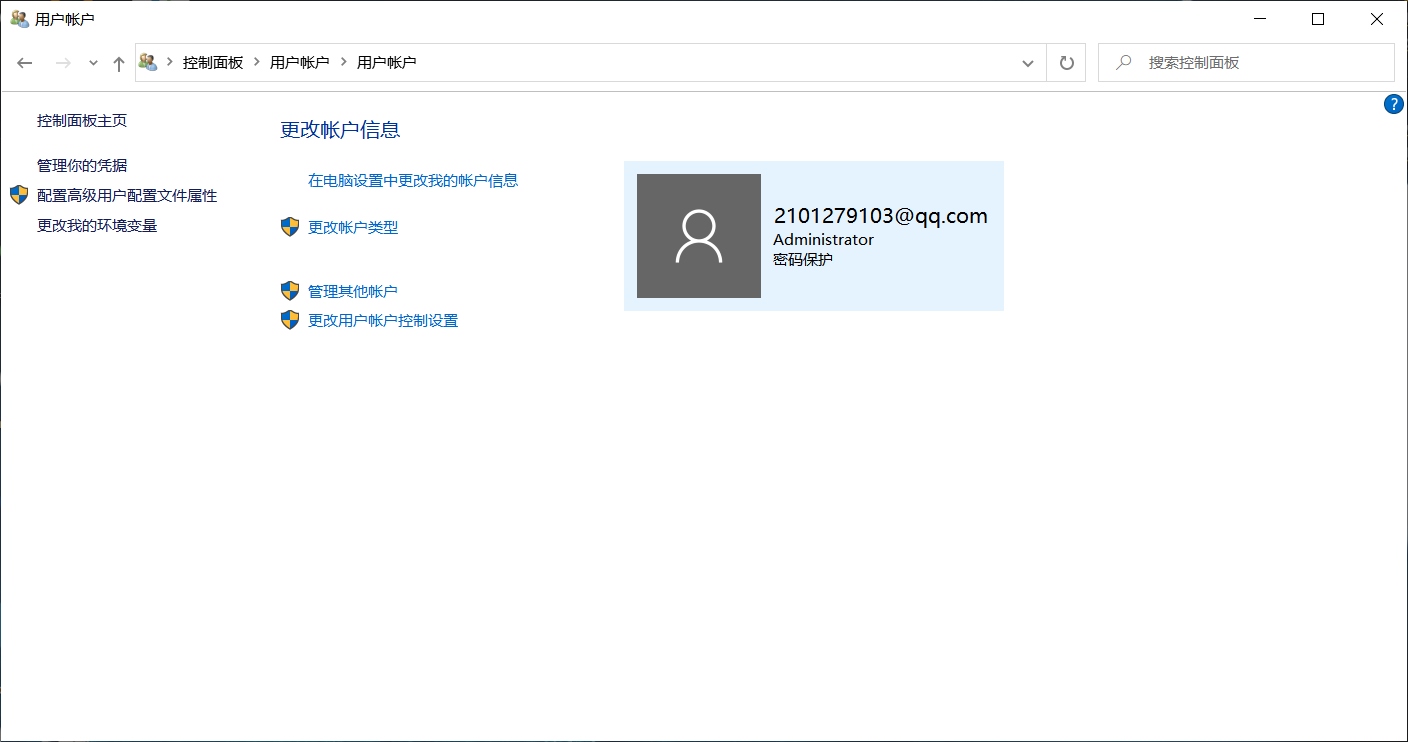 用户帐户
控制面板 用户帐户 用户帐户
搜索控制面板
控制面板主页
管理你的凭据
配置高级用户配置文件属性
更改我的环境变量
更改帐户信息
在电脑设置中更改我的帐户信息
更改帐户类型
管理其他帐户
更改用户帐户控制设置
2101279103@qq.com
Administrator
密码保护
?